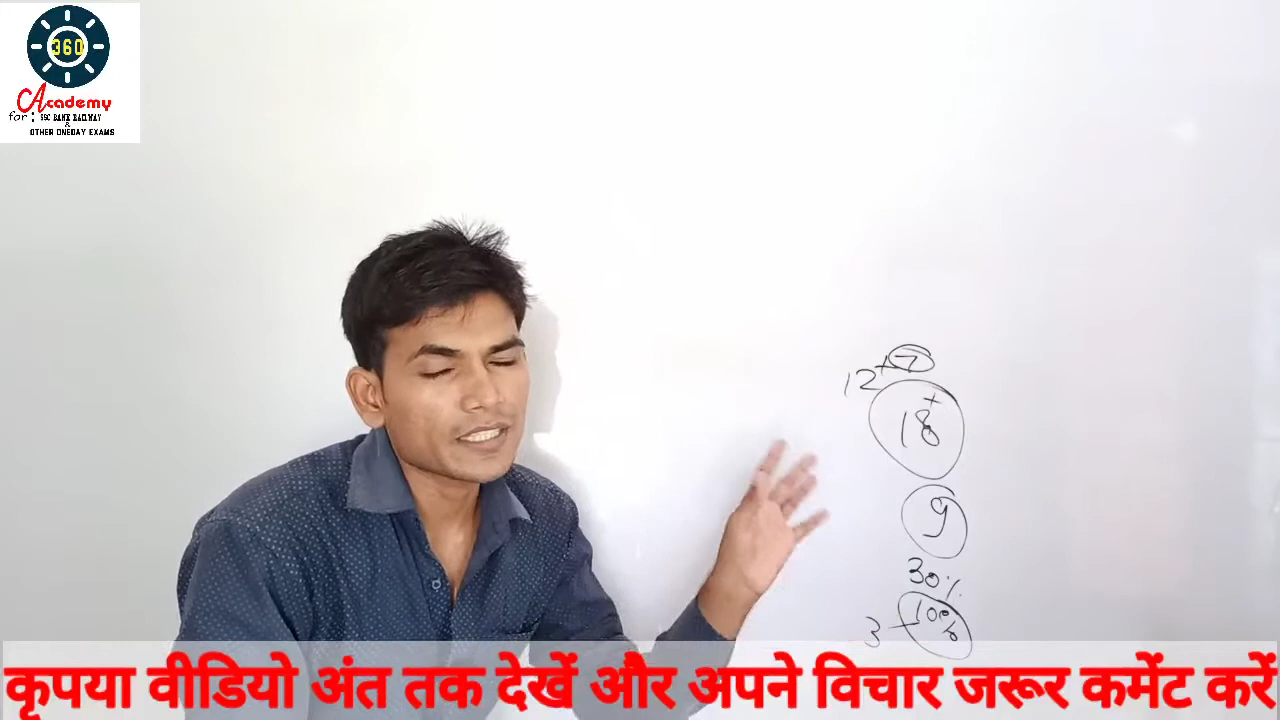 360
Academy
for: SSC BANK RAILWAY
&
OTHER ONEDAY EXAMS
12+7
18+
9
30%
3 10%
कृपया वीडियो अंत तक देखें और अपने विचार जरूर कमेंट करें